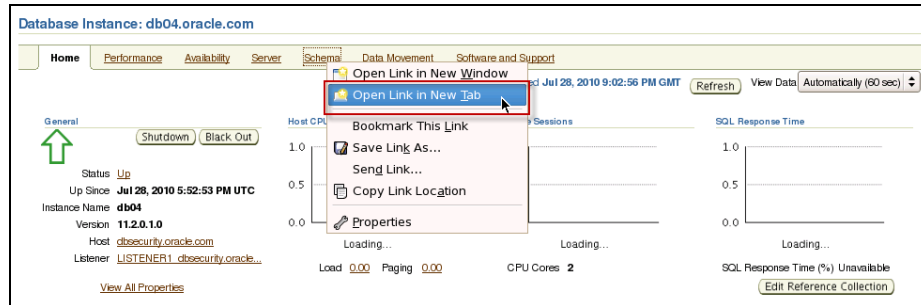 Database Instance: db04.oracle.com
Home Performance Availability Server Schema Data Movement Software and Support
Open Link in New Window
Open Link in New Tab
Bookmark This Link
Save Link As...
Send Link...
Copy Link Location
Properties
Jul 28, 2010 9:02:56 PM GMT Refresh View Data Automatically (60 sec)
General
Shutdown Black Out
Status Up
Up Since Jul 28, 2010 5:52:53 PM UTC
Instance Name db04
Version 11.2.0.1.0
Host dbsecurity.oracle.com
Listener LISTENER1_dbsecurity.oracle...
View All Properties
Host CPU
1.0
0.5
0.0
Loading...
Load 0.00 Paging 0.00
Sessions
Loading...
CPU Cores 2
SQL Response Time
1.0
0.5
0.0
Loading...
SQL Response Time (%) Unavailable
Edit Reference Collection